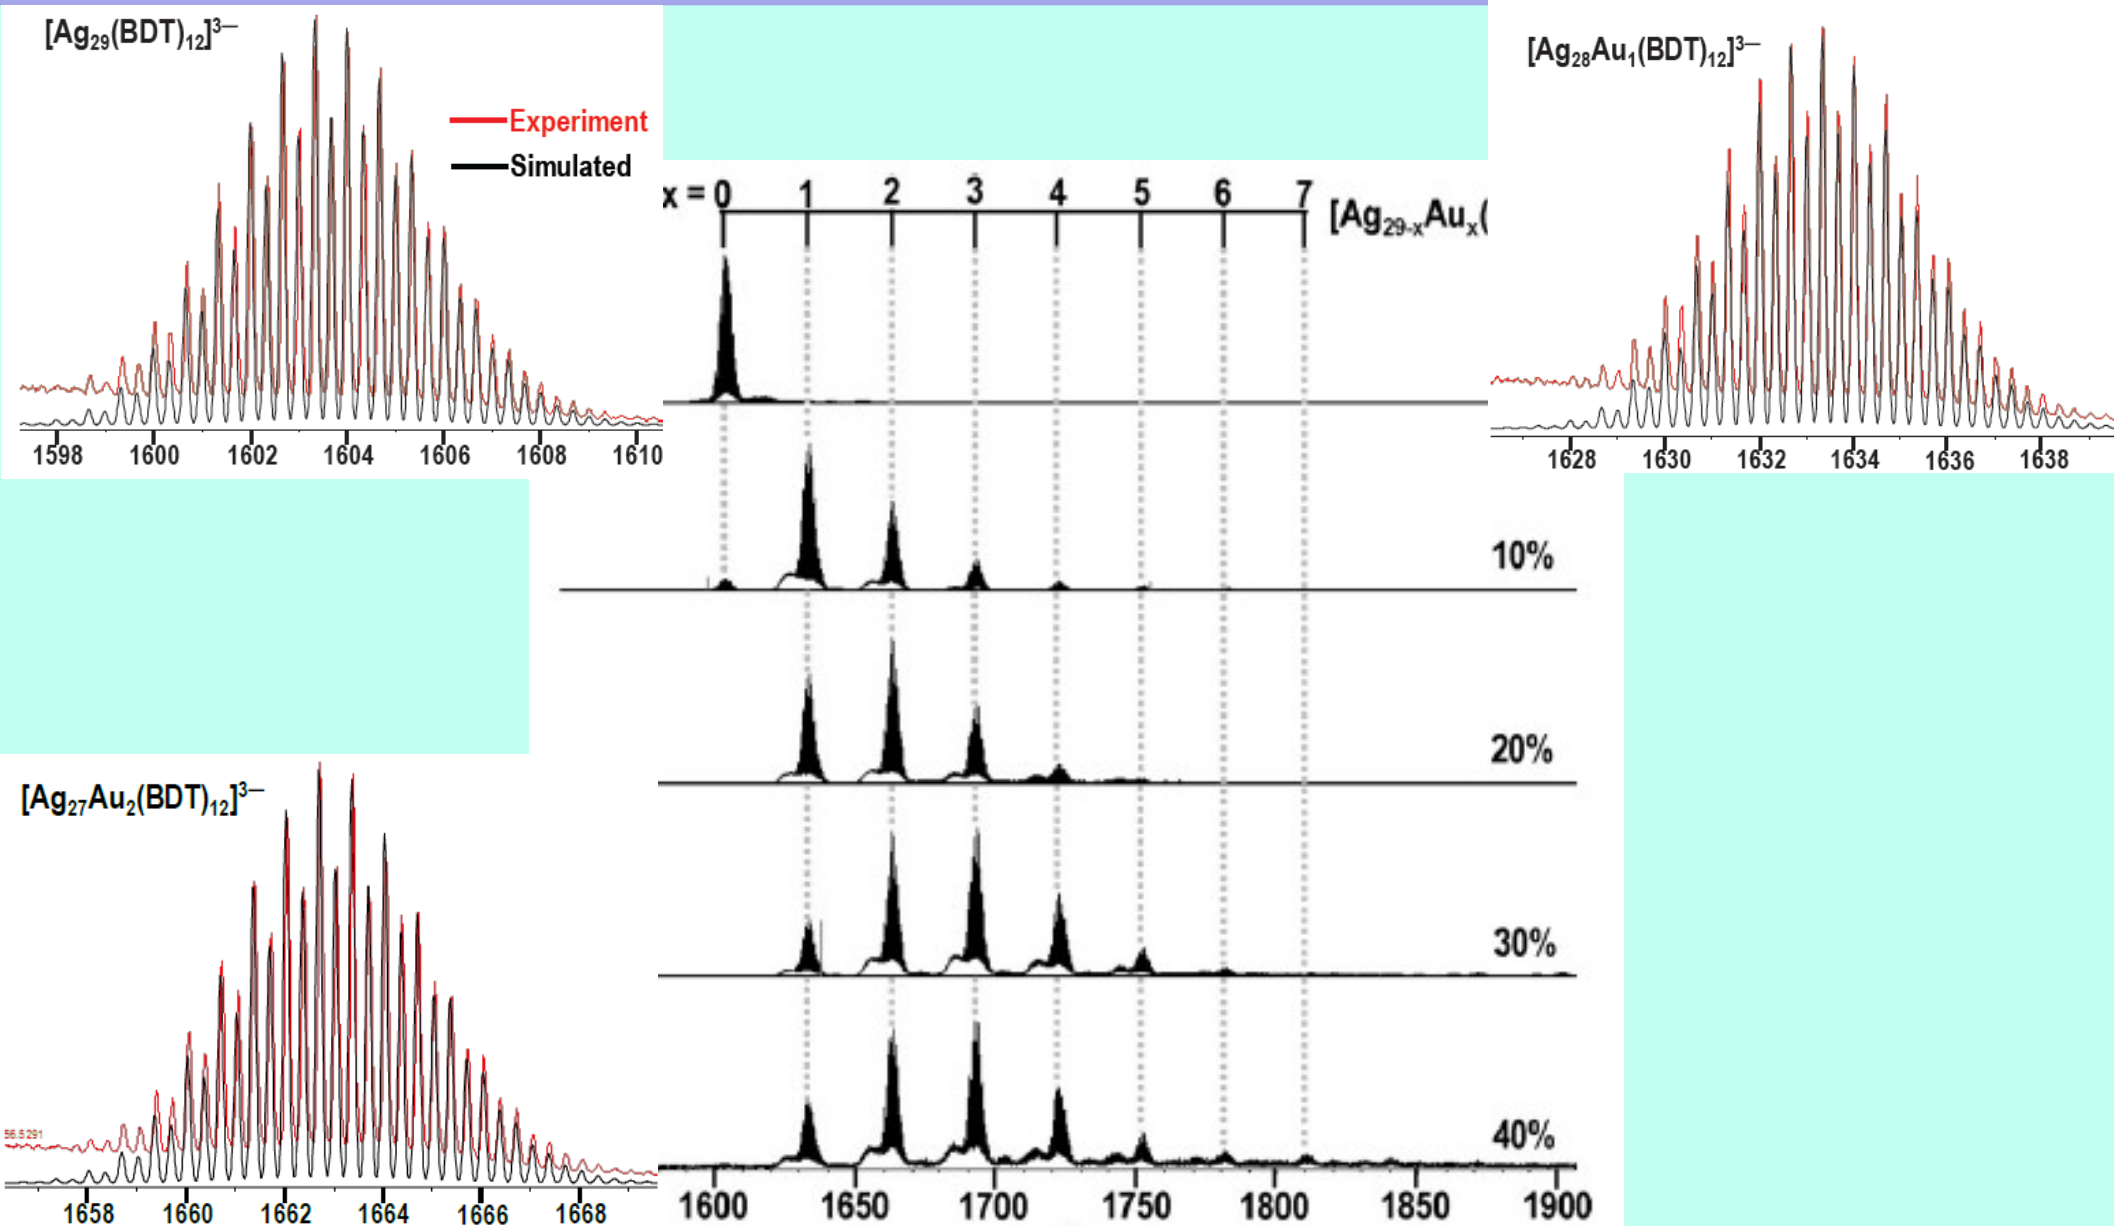 [Ag29(BDT)12]3–
Experiment
Simulated
1598 1600 1602 1604 1606 1608 1610
x = 0 1 2 3 4 5 6 7
[Ag29-xAux(
10%
20%
30%
40%
1600 1650 1700 1750 1800 1850 1900
[Ag28Au1(BDT)12]3–
1628 1630 1632 1634 1636 1638
[Ag27Au2(BDT)12]3–
56.5291
1658 1660 1662 1664 1666 1668